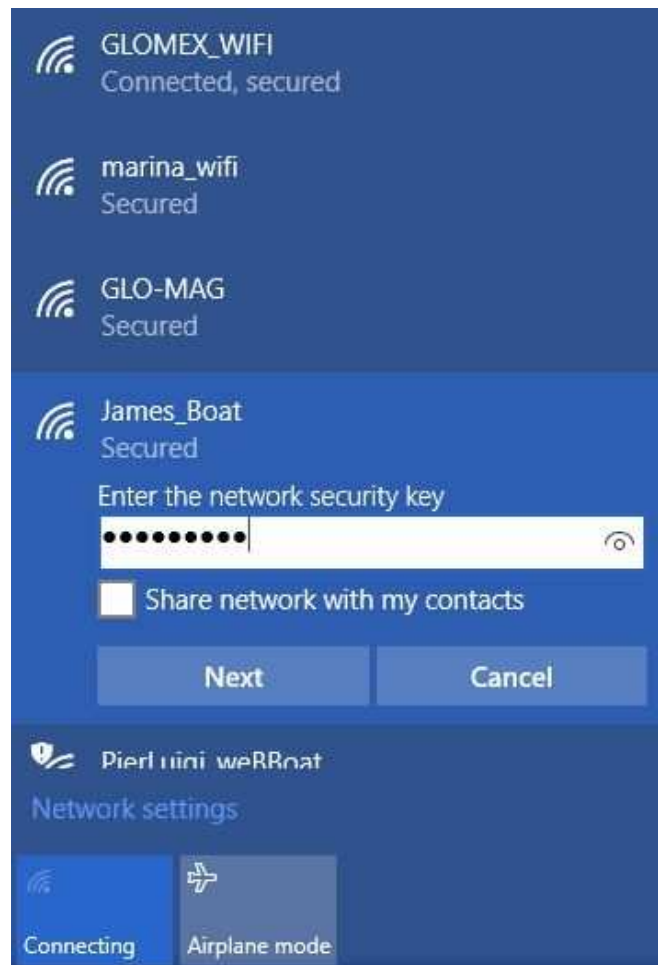 GLOMEX_WIFI
Connected, secured
marina_wifi
Secured
GLO-MAG
Secured
James_Boat
Secured
Enter the network security key
Share network with my contacts
Next
Cancel
PierLuigi_weBBoat
Network settings
Connecting
Airplane mode